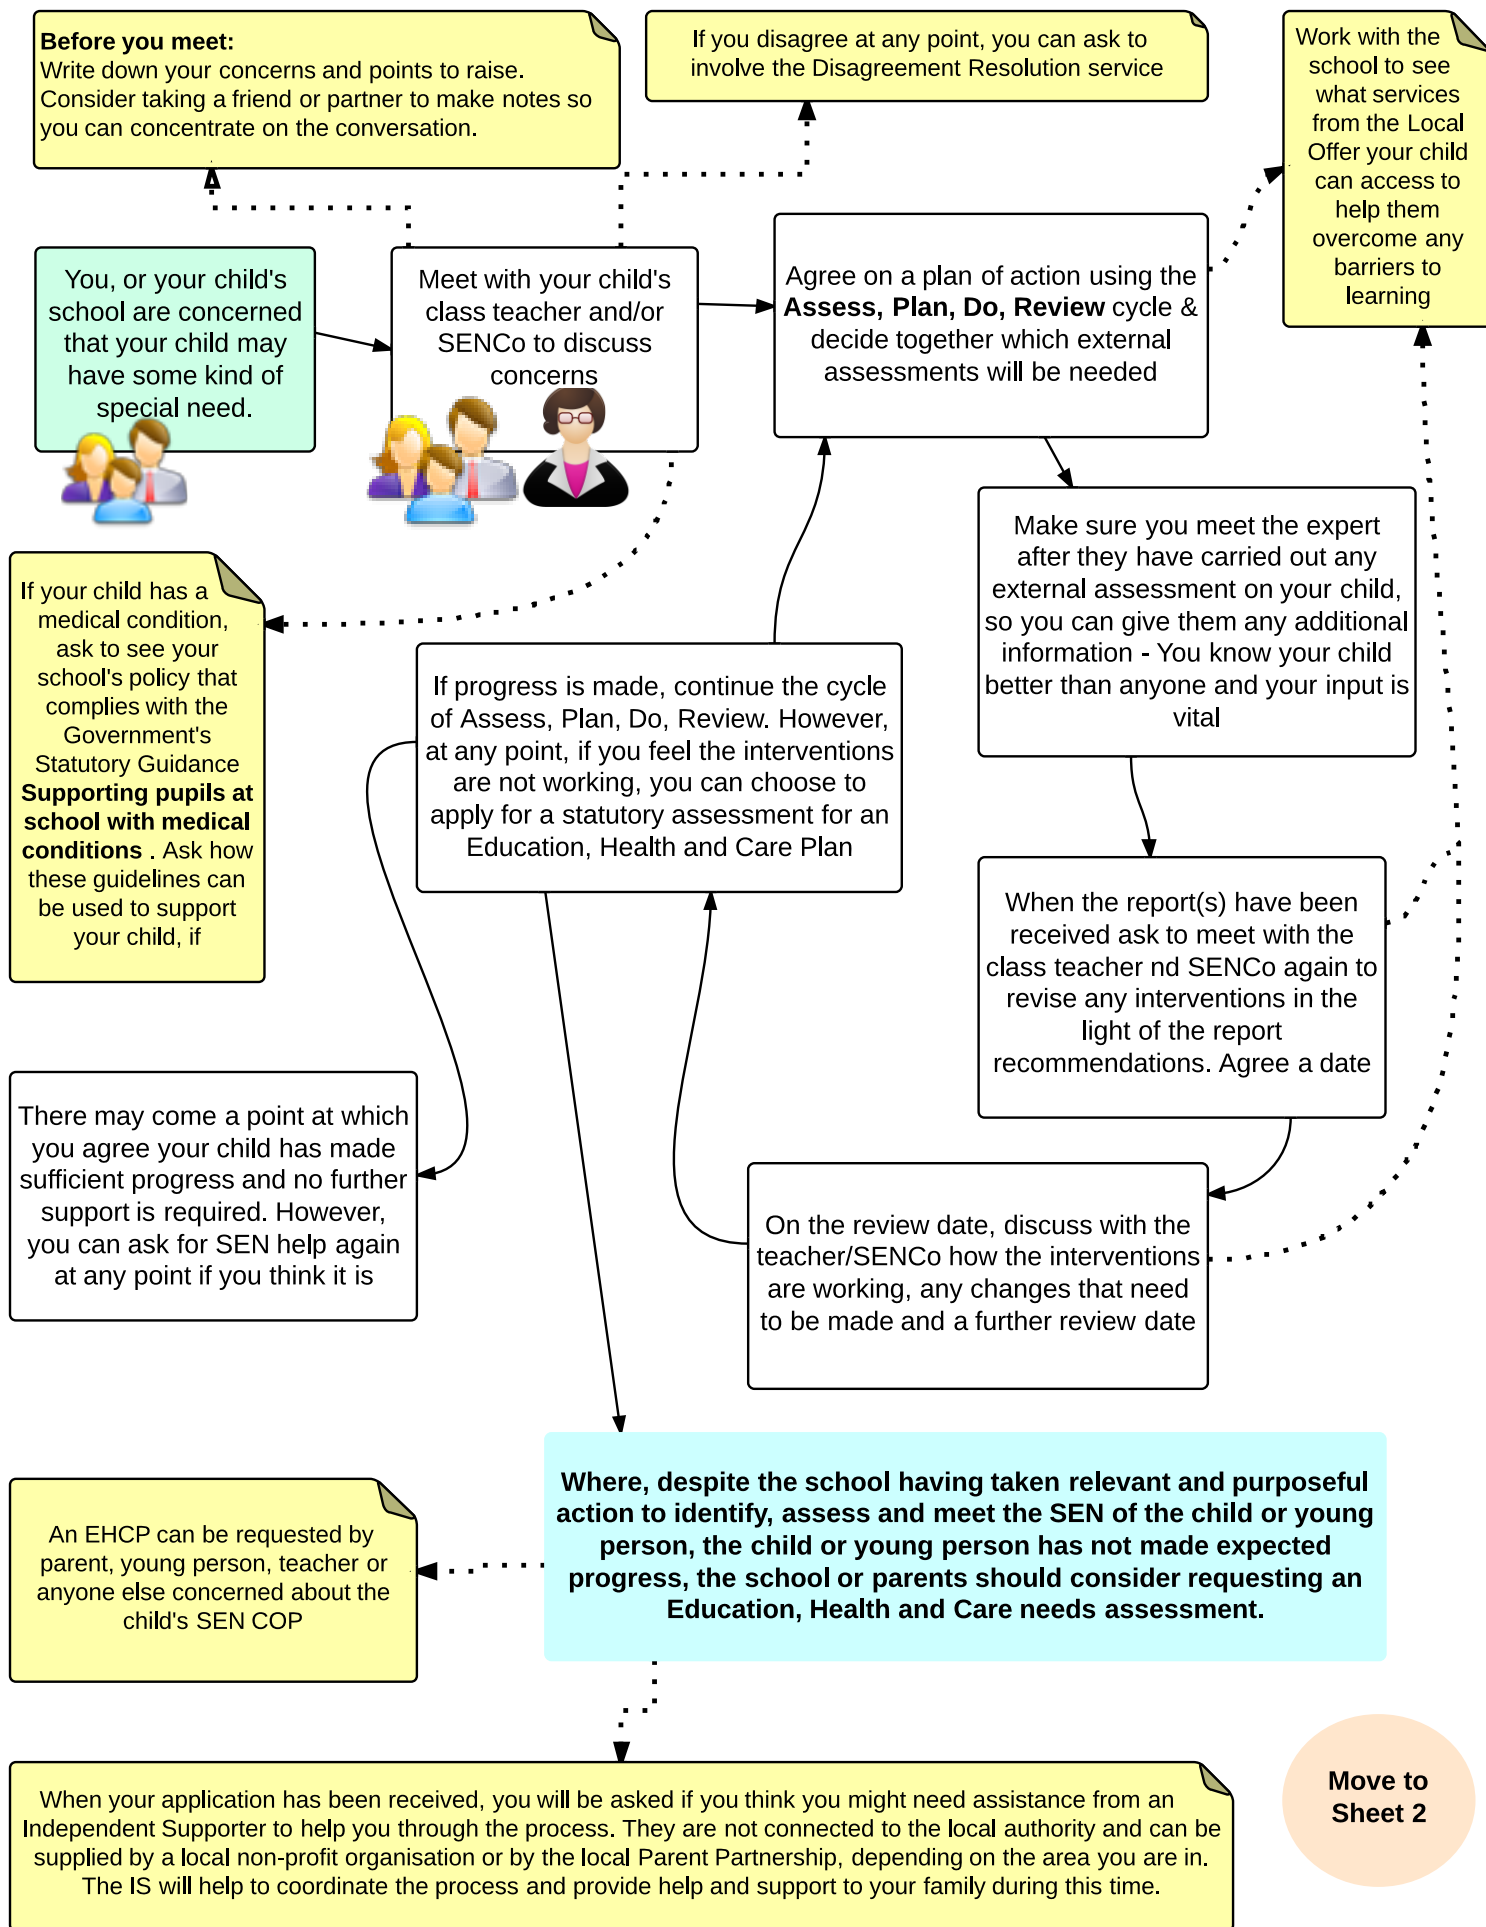 Before you meet:
Write down your concerns and points to raise.
Consider taking a friend or partner to make notes so
you can concentrate on the conversation.
If you disagree at any point, you can ask to
involve the Disagreement Resolution service
Work with the
school to see
what services
from the Local
Offer your child
can access to
help them
overcome any
barriers to
learning
You, or your child's
school are concerned
that your child may
have some kind of
special need.
Meet with your child's
class teacher and/or
SENCo to discuss
concerns
Agree on a plan of action using the
Assess, Plan, Do, Review cycle &
decide together which external
assessments will be needed
Make sure you meet the expert
after they have carried out any
external assessment on your child,
so you can give them any additional
information - You know your child
better than anyone and your input is
vital
If your child has a
medical condition,
ask to see your
school's policy that
complies with the
Government's
Statutory Guidance
Supporting pupils at
school with medical
conditions . Ask how
these guidelines can
be used to support
your child, if
If progress is made, continue the cycle
of Assess, Plan, Do, Review. However,
at any point, if you feel the interventions
are not working, you can choose to
apply for a statutory assessment for an
Education, Health and Care Plan
When the report(s) have been
received ask to meet with the
class teacher nd SENCo again to
revise any interventions in the
light of the report
recommendations. Agree a date
There may come a point at which
you agree your child has made
sufficient progress and no further
support is required. However,
you can ask for SEN help again
at any point if you think it is
On the review date, discuss with the
teacher/SENCo how the interventions
are working, any changes that need
to be made and a further review date
Where, despite the school having taken relevant and purposeful
action to identify, assess and meet the SEN of the child or young
person, the child or young person has not made expected
progress, the school or parents should consider requesting an
Education, Health and Care needs assessment.
An EHCP can be requested by
parent, young person, teacher or
anyone else concerned about the
child's SEN COP
When your application has been received, you will be asked if you think you might need assistance from an
Independent Supporter to help you through the process. They are not connected to the local authority and can be
supplied by a local non-profit organisation or by the local Parent Partnership, depending on the area you are in.
The IS will help to coordinate the process and provide help and support to your family during this time.
Move to
Sheet 2